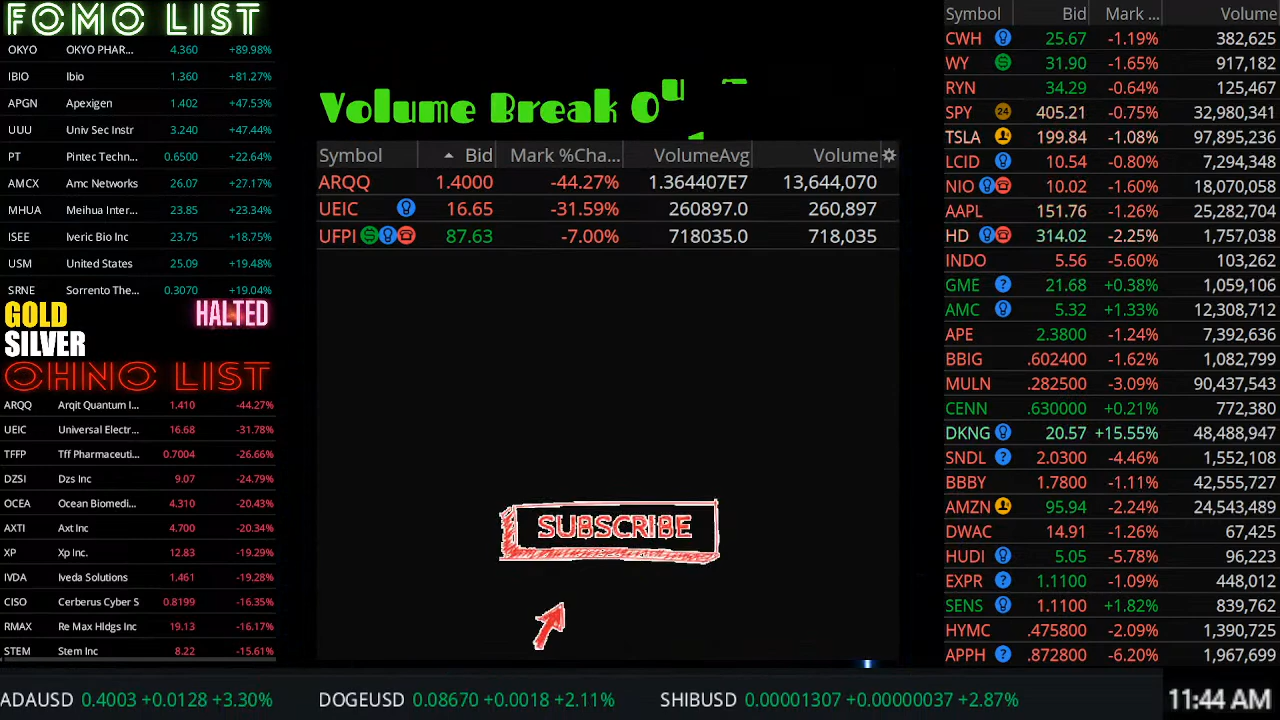 FOMO LIST
OKYO OKYO PHAR... 4.360 +89.98%
IBIO Ibio 1.360 +81.27%
APGN Apexigen 1.402 +47.53%
UUU Univ Sec Instr 3.240 +47.44%
PT Pintec Techn... 0.6500 +22.64%
AMCX Amc Networks 26.07 +27.17%
MHUA Meihua Inter... 23.85 +23.34%
ISEE Iveric Bio Inc 23.75 +18.75%
USM United States 25.09 +19.48%
SRNE Sorrento The... 0.3070 +19.04%
GOLD HALTED
SILVER
OHNO LIST
ARQQ Arqit Quantum I... 1.410 -44.27%
UEIC Universal Electr... 16.68 -31.78%
TFFP Tff Pharmaceuti... 0.7004 -26.66%
DZSI Dzs Inc 9.07 -24.79%
OCEA Ocean Biomedi... 4.310 -20.43%
AXTI Axt Inc 4.700 -20.34%
XP Xp Inc. 12.83 -19.29%
IVDA Iveda Solutions 1.461 -19.28%
CISO Cerberus Cyber S 0.8199 -16.35%
RMAX Re Max Hldgs Inc 19.13 -16.17%
STEM Stem Inc 8.22 -15.61%
Volume Break Ou
Symbol Bid Mark %Cha... VolumeAvg Volume
ARQQ 1.4000 -44.27% 1.364407E7 13,644,070
UEIC 16.65 -31.59% 260897.0 260,897
UFPI 87.63 -7.00% 718035.0 718,035
SUBSCRIBE
Symbol Bid Mark ... Volume
CWH 25.67 -1.19% 382,625
WY 31.90 -1.65% 917,182
RYN 34.29 -0.64% 125,467
SPY 24 405.21 -0.75% 32,980,341
TSLA 199.84 -1.08% 97,895,236
LCID 10.54 -0.80% 7,294,348
NIO 10.02 -1.60% 18,070,058
AAPL 151.76 -1.26% 25,282,704
HD 314.02 -2.25% 1,757,038
INDO 5.56 -5.60% 103,262
GME 21.68 +0.38% 1,059,106
AMC 5.32 +1.33% 12,308,712
APE 2.3800 -1.24% 7,392,636
BBIG .602400 -1.62% 1,082,799
MULN .282500 -3.09% 90,437,543
CENN .630000 +0.21% 772,380
DKNG 20.57 +15.55% 48,488,947
SNDL 2.0300 -4.46% 1,552,108
BBBY 1.7800 -1.11% 42,555,727
AMZN 95.94 -2.24% 24,543,489
DWAC 14.91 -1.26% 67,425
HUDI 5.05 -5.78% 96,223
EXPR 1.1100 -1.09% 448,012
SENS 1.1100 +1.82% 839,762
HYMC .475800 -2.09% 1,390,725
APPH .872800 -6.20% 1,967,699
ADAUSD 0.4003 +0.0128 +3.30% DOGEUSD 0.08670 +0.0018 +2.11% SHIBUSD 0.00001307 +0.00000037 +2.87% 11:44 AM